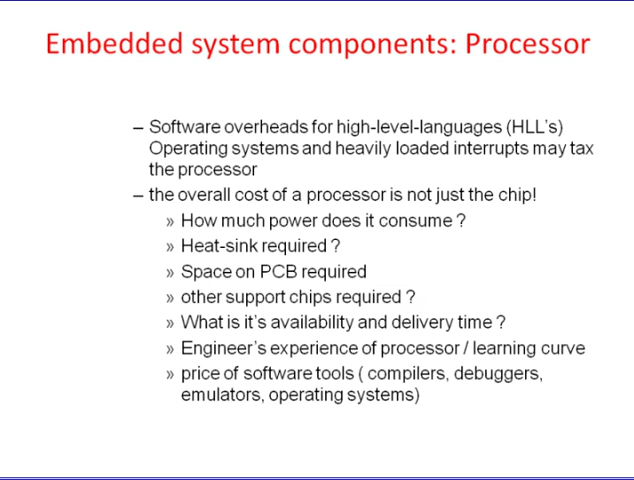 Embedded system components: Processor
– Software overheads for high-level-languages (HLL's)
Operating systems and heavily loaded interrupts may tax
the processor
– the overall cost of a processor is not just the chip!
» How much power does it consume ?
» Heat-sink required ?
» Space on PCB required
» other support chips required ?
» What is it's availability and delivery time ?
» Engineer's experience of processor / learning curve
» price of software tools ( compilers, debuggers,
emulators, operating systems)